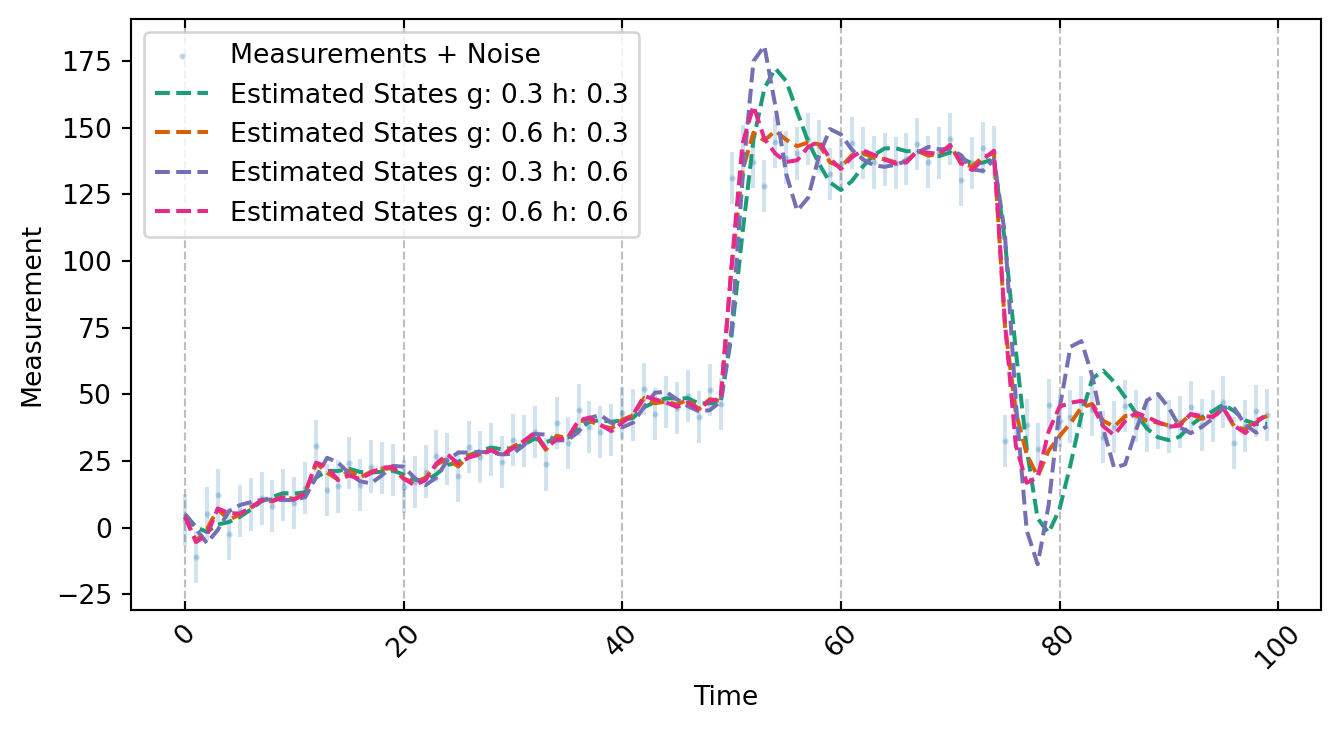 175
150
125
100
75
50
25
0
−25
Measurement
Measurements + Noise
Estimated States g: 0.3 h: 0.3
Estimated States g: 0.6 h: 0.3
Estimated States g: 0.3 h: 0.6
Estimated States g: 0.6 h: 0.6
0
20
40
60
80
100
Time